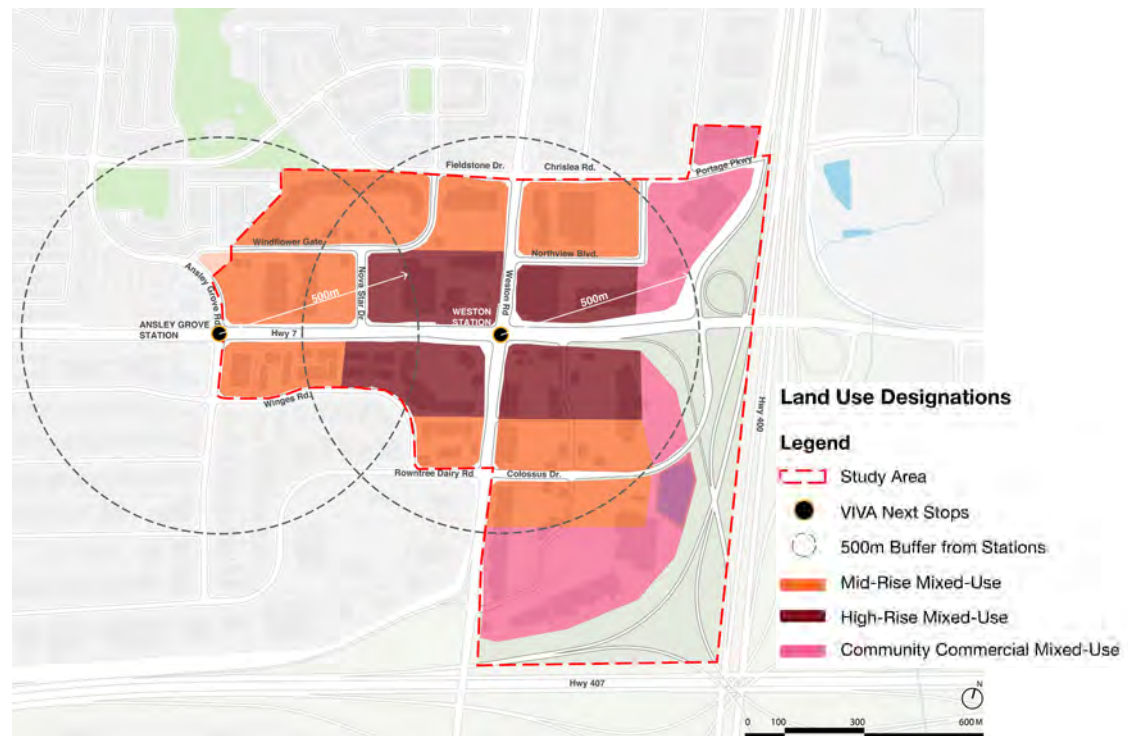 Fieldstone Dr.
Chrislea Rd.
Portage Pkwy
Windflower Gate
Northview Blvd.
Ansley Grove Rd.
Nova Star Dr
Weston Rd
500m
500m
ANSLEY GROVE
STATION
WESTON
STATION
Hwy 7
Winges Rd.
Hwy 400
Rowntree Dairy Rd
Colossus Dr.
Hwy 407
Land Use Designations
Legend
Study Area
VIVA Next Stops
500m Buffer from Stations
Mid-Rise Mixed-Use
High-Rise Mixed-Use
Community Commercial Mixed-Use
N
0 100 300 600 M